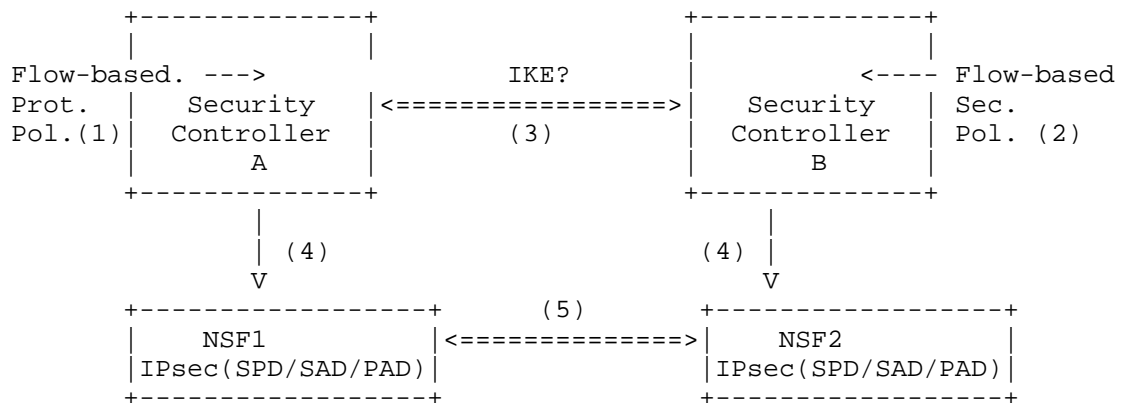 Flow-based. ---> IKE? <---- Flow-based
Prot. Security <=================> Security Sec.
Pol.(1) Controller (3) Controller Pol. (2)
A B
(4) (4)
V V
(5)
NSF1 <==============> NSF2
IPsec(SPD/SAD/PAD) IPsec(SPD/SAD/PAD)